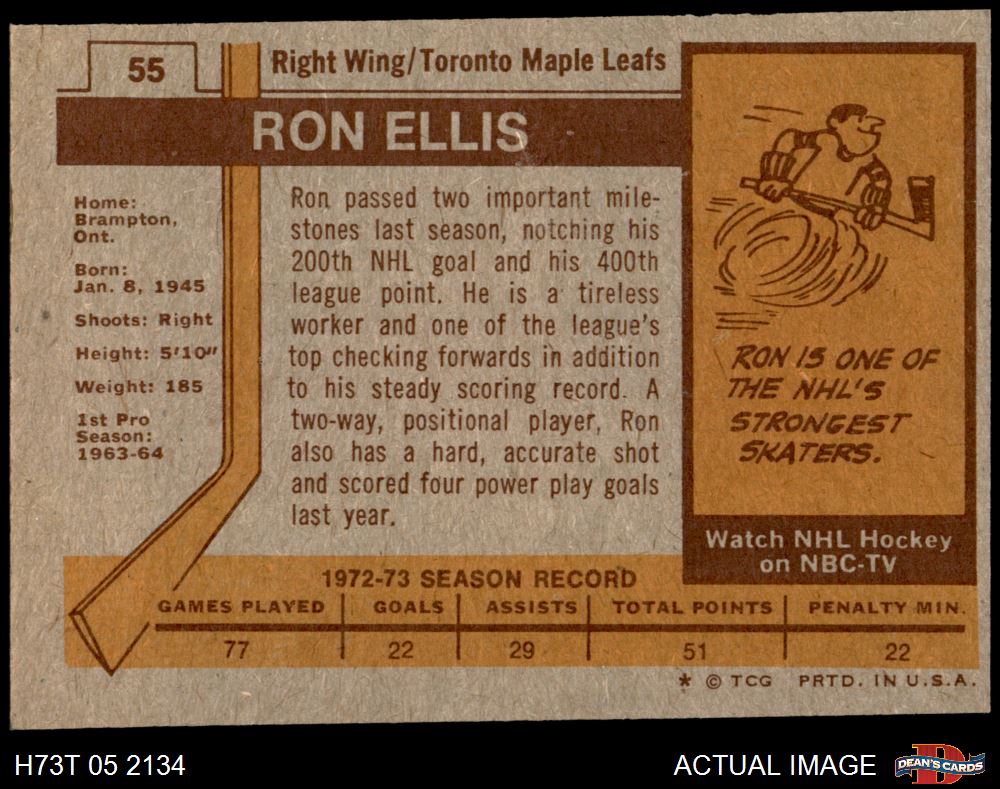 55
Right Wing/Toronto Maple Leafs
RON ELLIS
Home:
Brampton,
Ont.
Born:
Jan. 8, 1945
Shoots: Right
Height: 5'10"
Weight: 185
1st Pro
Season:
1963-64
Ron passed two important mile-
stones last season, notching his
200th NHL goal and his 400th
league point. He is a tireless
worker and one of the league's
top checking forwards in addition
to his steady scoring record. A
two-way, positional player, Ron
also has a hard, accurate shot
and scored four power play goals
last year.
RON IS ONE OF
THE NHL'S
STRONGEST
SKATERS.
Watch NHL Hockey
on NBC-TV
1972-73 SEASON RECORD
GAMES PLAYED GOALS ASSISTS TOTAL POINTS PENALTY MIN.
77 22 29 51 22
* © TCG PRTD. IN U.S.A.
H73T 05 2134 ACTUAL IMAGE DEAN'S CARDS